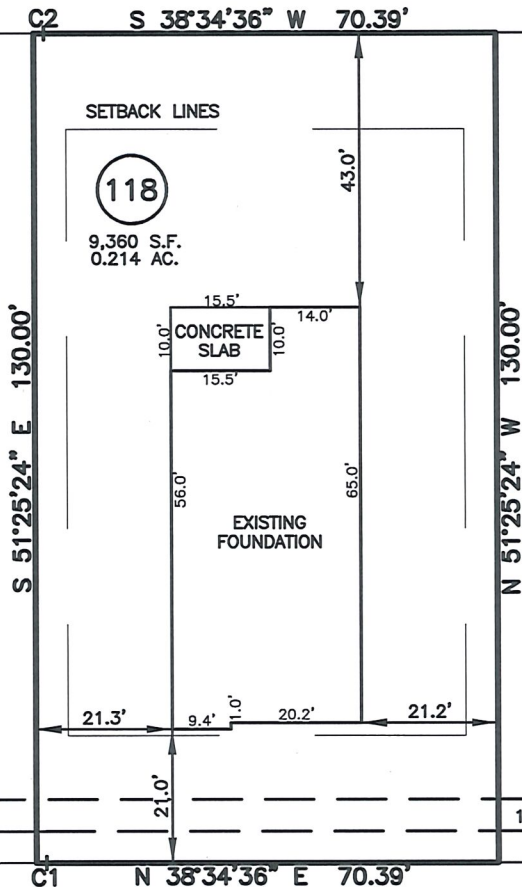 C2
S 38°34'36" W 70.39'
SETBACK LINES
118
9,360 S.F.
0.214 AC.
43.0'
15.5'
14.0'
10.0'
CONCRETE
SLAB
10.0'
15.5'
S 51°25'24" E 130.00'
N 51°25'24" W 130.00'
56.0'
65.0'
EXISTING
FOUNDATION
21.3'
9.4'
1.0'
20.2'
21.2'
21.0'
1
C1
N 38°34'36" E 70.39'